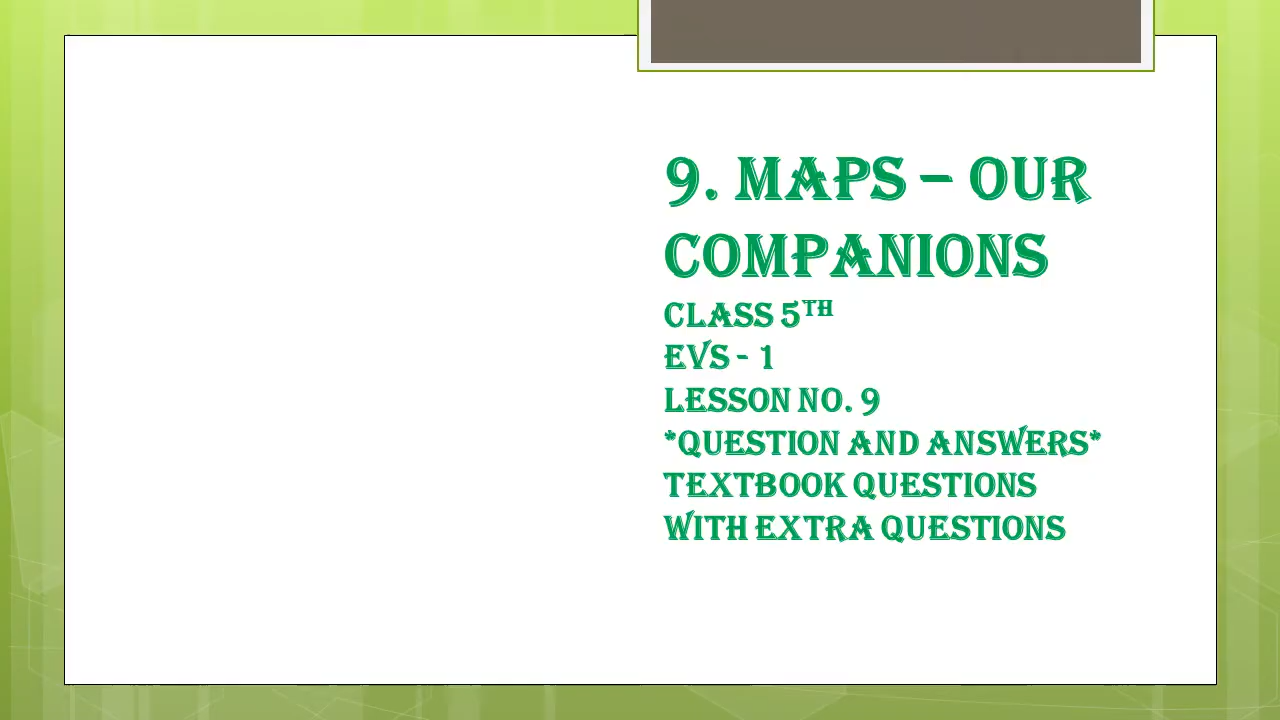 9. MAPS – OUR
COMPANIONS
CLASS 5TH
EVS - 1
LESSON NO. 9
*QUESTION AND ANSWERS*
TEXTBOOK QUESTIONS
WITH EXTRA QUESTIONS